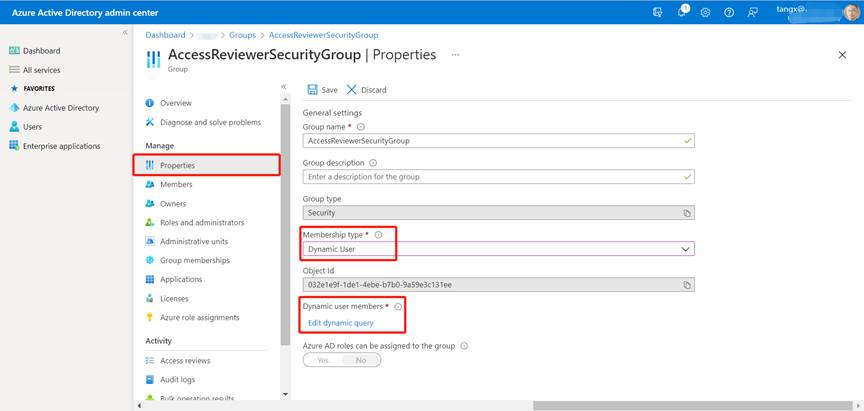 Azure Active Directory admin center
1
tangx@.
Dashboard
All services
FAVORITES
Azure Active Directory
Users
Enterprise applications
Dashboard > > Groups > AccessReviewerSecurityGroup
AccessReviewerSecurityGroup | Properties ...
Group
Overview
Diagnose and solve problems
Manage
Properties
Members
Owners
Roles and administrators
Administrative units
Group memberships
Applications
Licenses
Azure role assignments
Activity
Access reviews
Audit logs
Bulk operation results
Save Discard
General settings
Group name *
AccessReviewerSecurityGroup
Group description
Enter a description for the group
Group type
Security
Membership type *
Dynamic User
Object Id
032e1e9f-1de1-4ebe-b7b0-9a59e3c131ee
Dynamic user members *
Edit dynamic query
Azure AD roles can be assigned to the group
Yes No